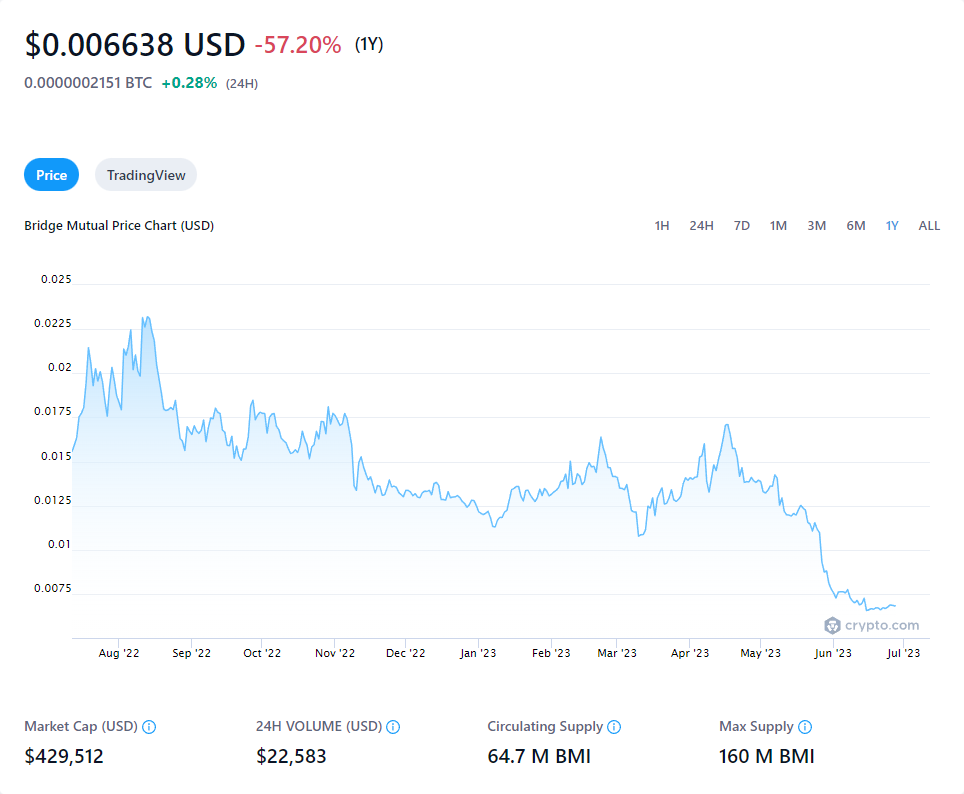 $0.006638 USD -57.20% (1Y)
0.0000002151 BTC +0.28% (24H)
Price TradingView
Bridge Mutual Price Chart (USD) 1H 24H 7D 1M 3M 6M 1Y ALL
0.025
0.0225
0.02
0.0175
0.015
0.0125
0.01
0.0075
crypto.com
Aug '22 Sep '22 Oct '22 Nov '22 Dec '22 Jan '23 Feb '23 Mar '23 Apr '23 May '23 Jun '23 Jul '23
Market Cap (USD) 24H VOLUME (USD) Circulating Supply Max Supply
$429,512 $22,583 64.7 M BMI 160 M BMI